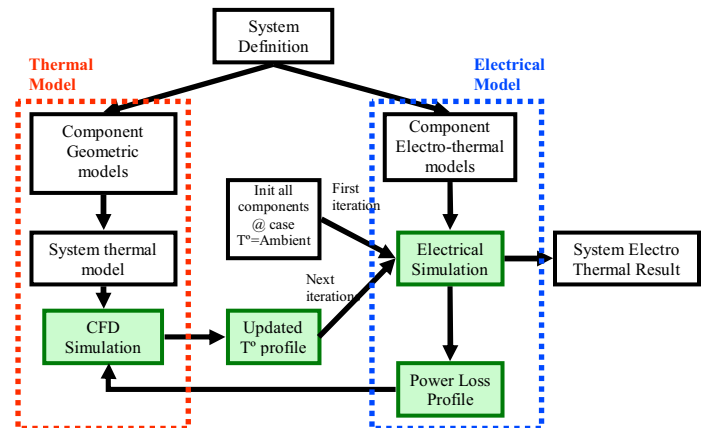 System
Definition
Thermal
Model
Electrical
Model
Component
Geometric
models
Component
Electro-thermal
models
Init all
components
@ case
Tº=Ambient
First
iteration
System thermal
model
Electrical
Simulation
System Electro
Thermal Result
Next
iterations
CFD
Simulation
Updated
Tº profile
Power Loss
Profile